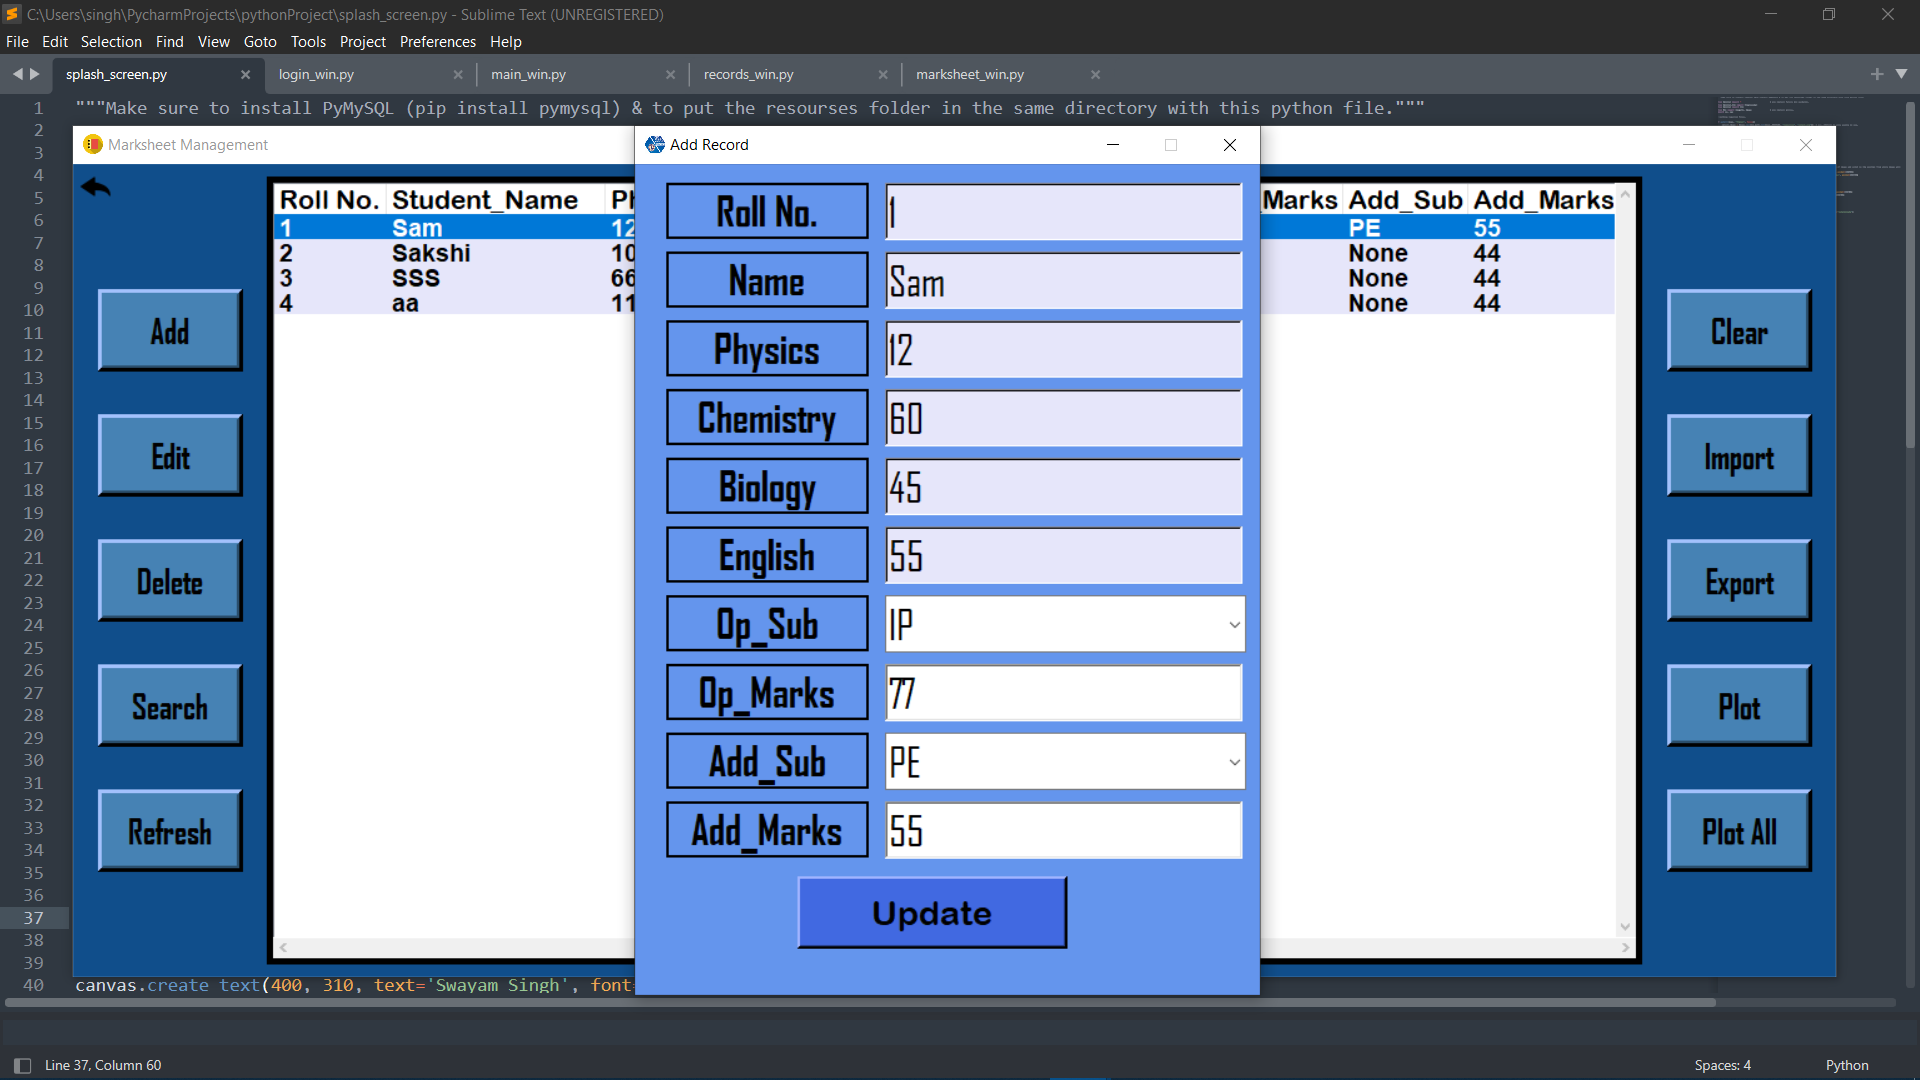 C:\Users\singh\PycharmProjects\pythonProject\splash_screen.py - Sublime Text (UNREGISTERED)
File Edit Selection Find View Goto Tools Project Preferences Help
splash_screen.py login_win.py main_win.py records_win.py marksheet_win.py
1 """Make sure to install PyMySQL (pip install pymysql) & to put the resourses folder in the same directory with this python file."""
2
3
4
5
6
7
8
9
10
11
12
13
14
15
16
17
18
19
20
21
22
23
24
25
26
27
28
29
30
31
32
33
34
35
36
37
38
39
40 canvas.create_text(400, 310, text='Swayam Singh', font=
Marksheet Management
Add
Edit
Delete
Search
Refresh
Roll No. Student_Name
1 Sam 12
2 Sakshi 10
3 SSS 66
4 aa 11
Add Record
Roll No. 1
Name Sam
Physics 12
Chemistry 60
Biology 45
English 55
Op_Sub IP
Op_Marks 77
Add_Sub PE
Add_Marks 55
Update
_Marks Add_Sub Add_Marks
PE 55
None 44
None 44
None 44
Clear
Import
Export
Plot
Plot All
Line 37, Column 60 Spaces: 4 Python